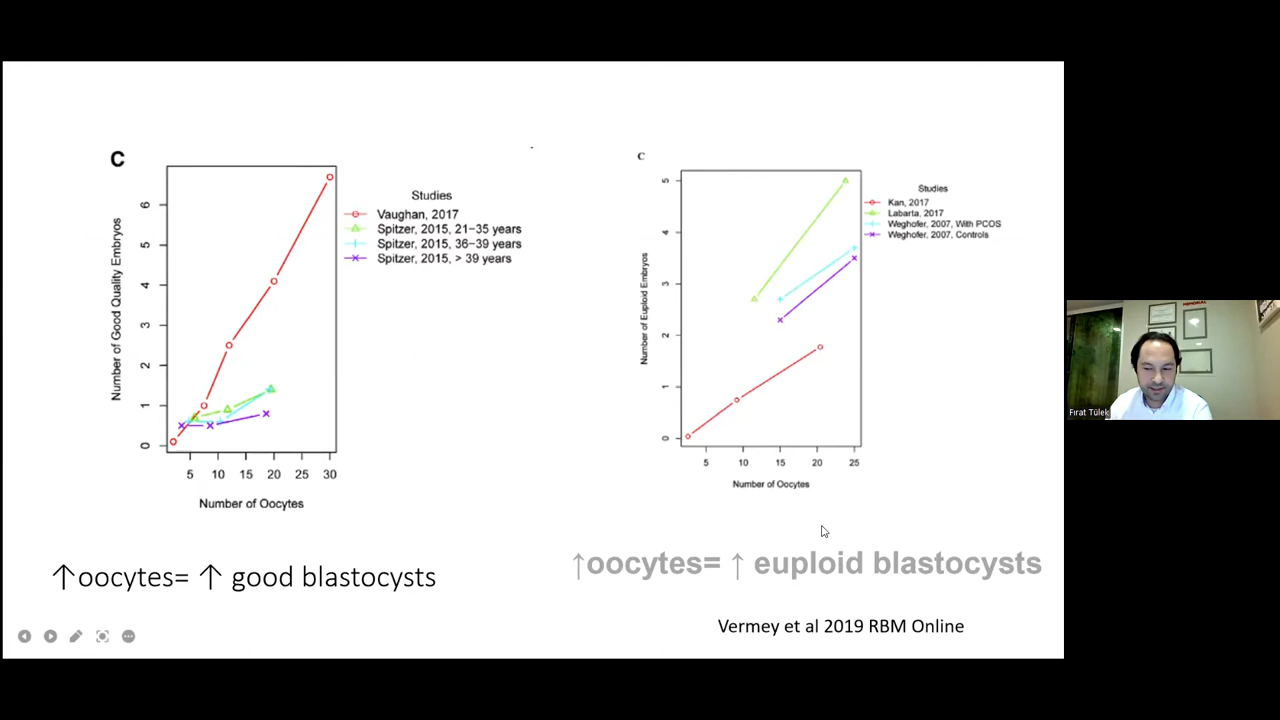 C
Number of Good Quality Embryos
6
5
4
3
2
1
0
5 10 15 20 25 30
Number of Oocytes
Studies
Vaughan, 2017
Spitzer, 2015, 21–35 years
Spitzer, 2015, 36–39 years
Spitzer, 2015, > 39 years
C
Number of Euploid Embryos
5
4
3
2
1
0
5 10 15 20 25
Number of Oocytes
Studies
Kan, 2017
Labarta, 2017
Weghofer, 2007, With PCOS
Weghofer, 2007, Controls
↑oocytes= ↑ good blastocysts
↑oocytes= ↑ euploid blastocysts
Vermey et al 2019 RBM Online
MEMORIAL
Fırat Tülek